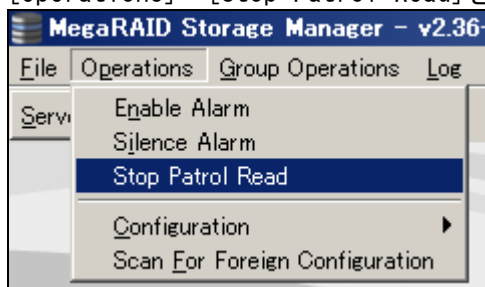 MegaRAID Storage Manager - v2.36-
File Operations Group Operations Log
Enable Alarm
Silence Alarm
Stop Patrol Read
Configuration
Scan For Foreign Configuration